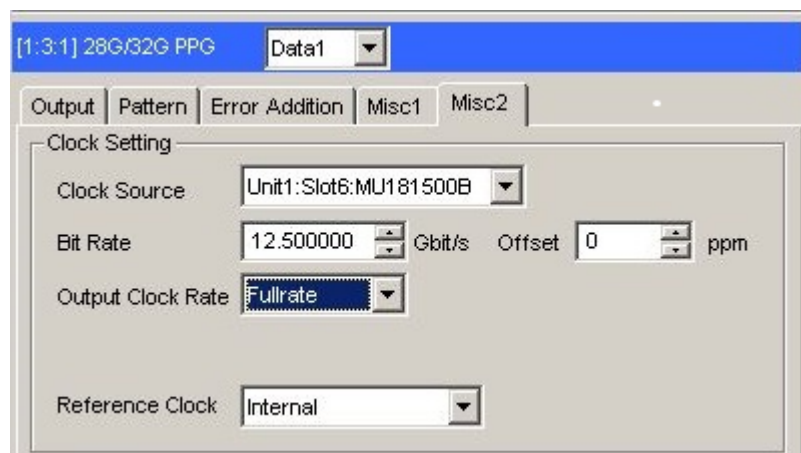 [1:3:1] 28G/32G PPG Data1
Output Pattern Error Addition Misc1 Misc2
Clock Setting
Clock Source Unit1:Slot6:MU181500B
Bit Rate 12.500000 Gbit/s Offset 0 ppm
Output Clock Rate Fullrate
Reference Clock Internal